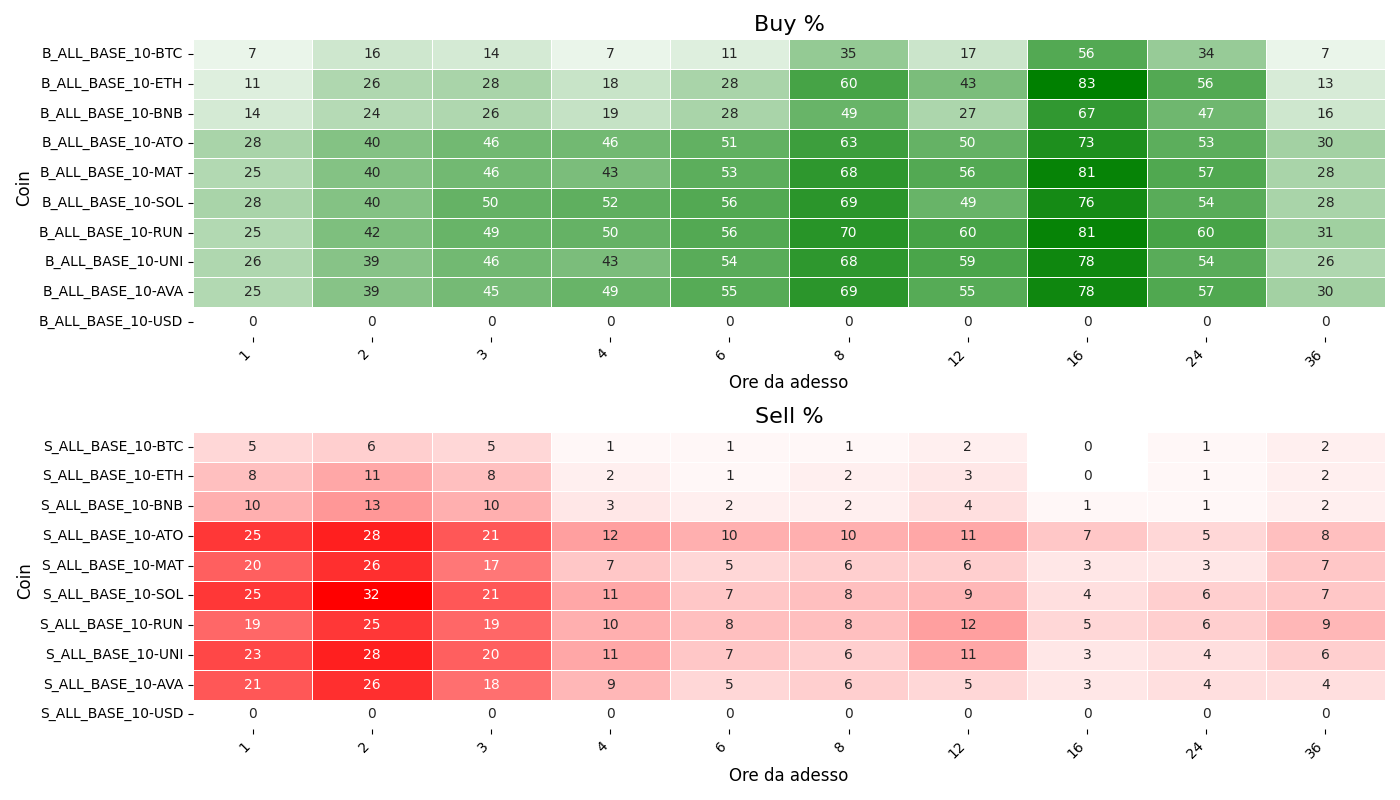 Buy %
Coin
B_ALL_BASE_10-BTC 7 16 14 7 11 35 17 56 34 7
B_ALL_BASE_10-ETH 11 26 28 18 28 60 43 83 56 13
B_ALL_BASE_10-BNB 14 24 26 19 28 49 27 67 47 16
B_ALL_BASE_10-ATO 28 40 46 46 51 63 50 73 53 30
B_ALL_BASE_10-MAT 25 40 46 43 53 68 56 81 57 28
B_ALL_BASE_10-SOL 28 40 50 52 56 69 49 76 54 28
B_ALL_BASE_10-RUN 25 42 49 50 56 70 60 81 60 31
B_ALL_BASE_10-UNI 26 39 46 43 54 68 59 78 54 26
B_ALL_BASE_10-AVA 25 39 45 49 55 69 55 78 57 30
B_ALL_BASE_10-USD 0 0 0 0 0 0 0 0 0 0
1 2 3 4 6 8 12 16 24 36
Ore da adesso
Sell %
Coin
S_ALL_BASE_10-BTC 5 6 5 1 1 1 2 0 1 2
S_ALL_BASE_10-ETH 8 11 8 2 1 2 3 0 1 2
S_ALL_BASE_10-BNB 10 13 10 3 2 2 4 1 1 2
S_ALL_BASE_10-ATO 25 28 21 12 10 10 11 7 5 8
S_ALL_BASE_10-MAT 20 26 17 7 5 6 6 3 3 7
S_ALL_BASE_10-SOL 25 32 21 11 7 8 9 4 6 7
S_ALL_BASE_10-RUN 19 25 19 10 8 8 12 5 6 9
S_ALL_BASE_10-UNI 23 28 20 11 7 6 11 3 4 6
S_ALL_BASE_10-AVA 21 26 18 9 5 6 5 3 4 4
S_ALL_BASE_10-USD 0 0 0 0 0 0 0 0 0 0
1 2 3 4 6 8 12 16 24 36
Ore da adesso